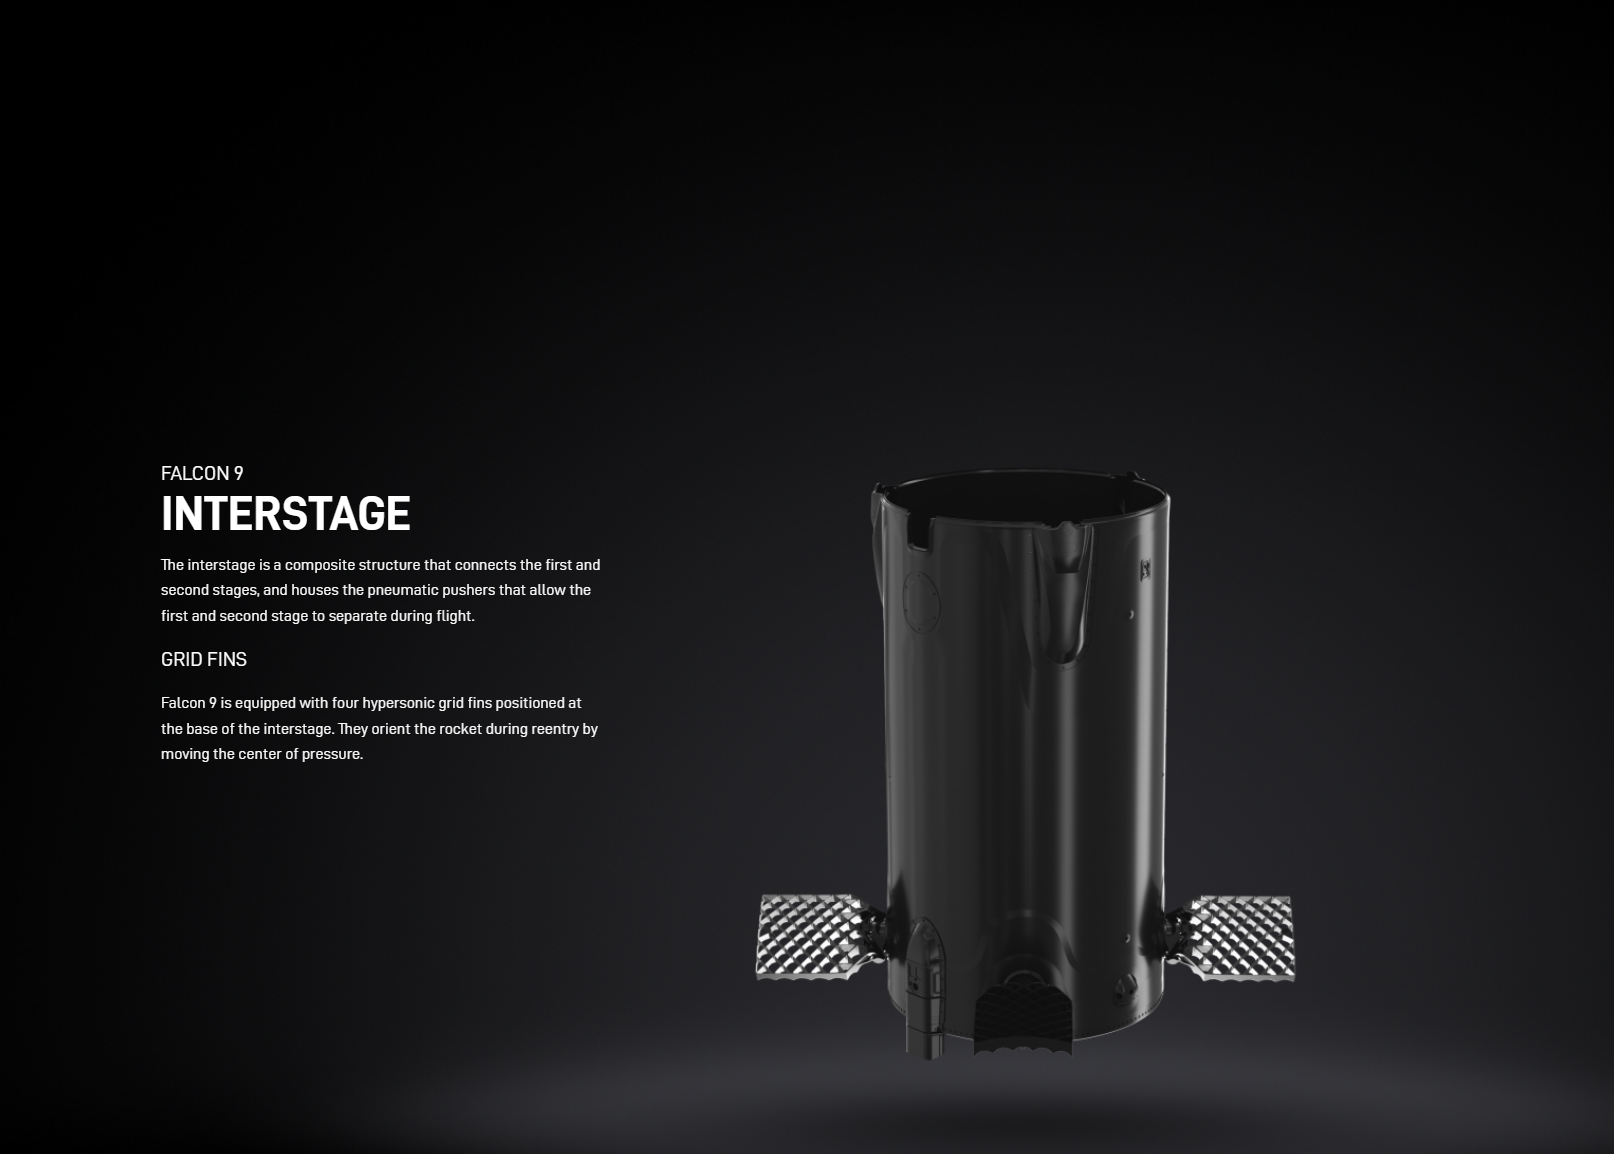 FALCON 9
INTERSTAGE
The interstage is a composite structure that connects the first and
second stages, and houses the pneumatic pushers that allow the
first and second stage to separate during flight.
GRID FINS
Falcon 9 is equipped with four hypersonic grid fins positioned at
the base of the interstage. They orient the rocket during reentry by
moving the center of pressure.